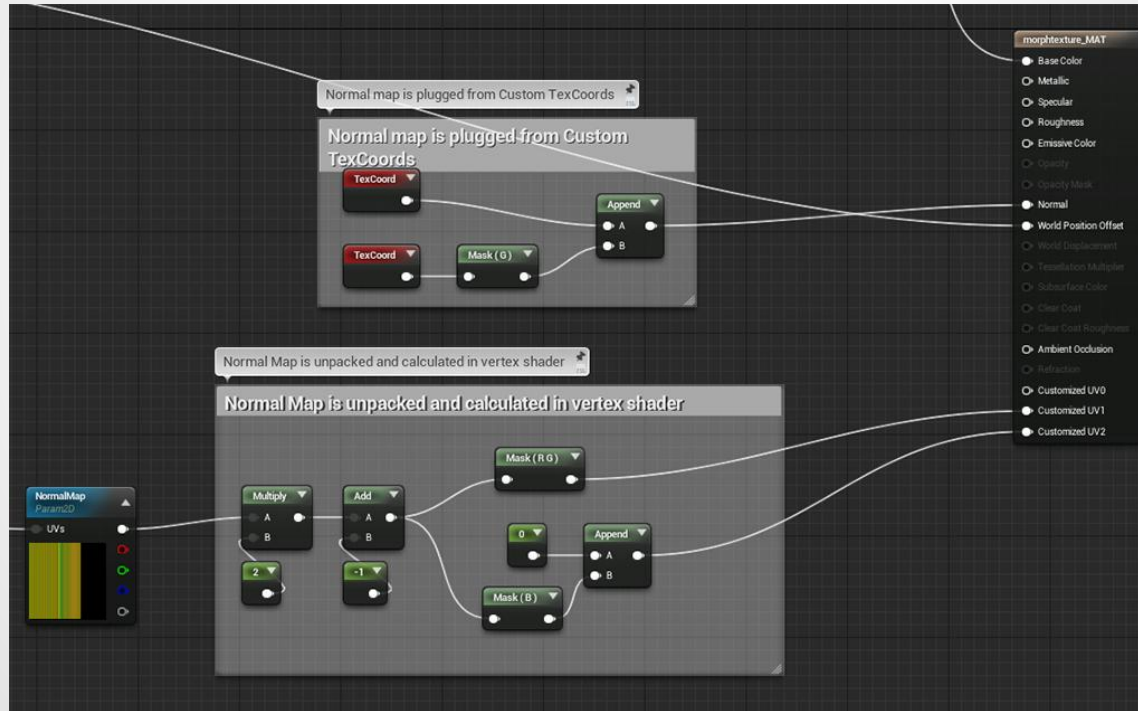 morphtexture_MAT
Base Color
Metallic
Specular
Roughness
Emissive Color
Opacity
Opacity Mask
Normal
World Position Offset
World Displacement
Tessellation Multiplier
Subsurface Color
Clear Coat
Clear Coat Roughness
Ambient Occlusion
Refraction
Customized UV0
Customized UV1
Customized UV2
Normal map is plugged from Custom TexCoords
Normal map is plugged from Custom
TexCoords
TexCoord
Append
A
B
TexCoord
Mask ( G )
Normal Map is unpacked and calculated in vertex shader
Normal Map is unpacked and calculated in vertex shader
NormalMap
Param2D
UVs
Multiply
A
B
2
Add
A
B
-1
Mask ( R G )
0
Append
A
B
Mask ( B )